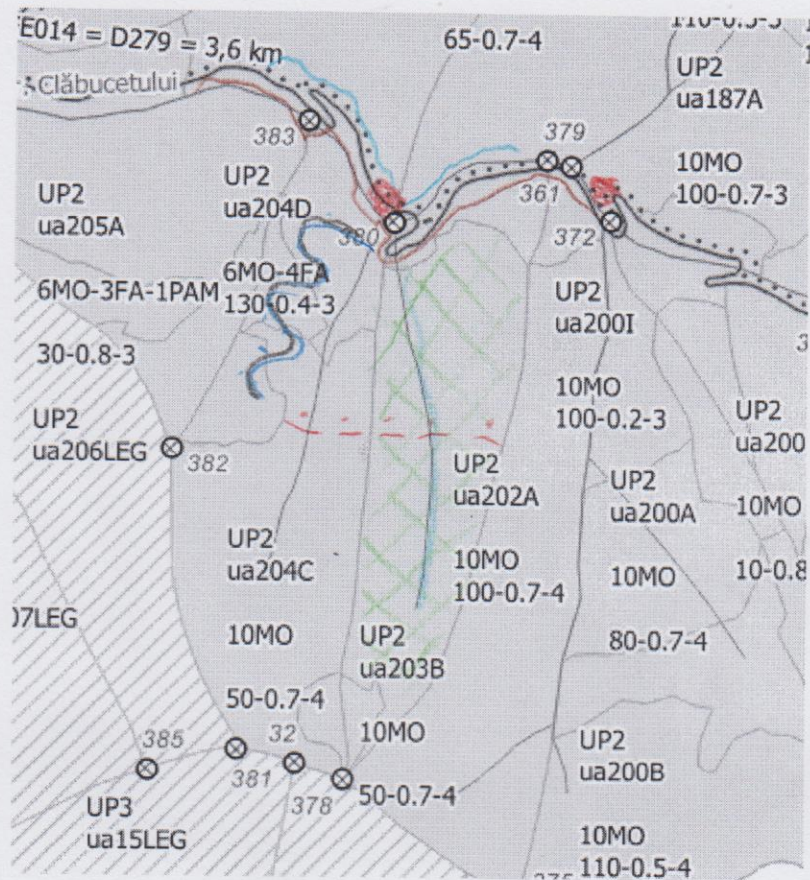 E014 = D279 = 3,6 km
Clăbucetului
65-0.7-4
110-0.5-3
UP2
ua187A
10MO
100-0.7-3
383
379
361
380
372
UP2
ua205A
UP2
ua204D
6MO-3FA-1PAM
30-0.8-3
6MO-4FA
130-0.4-3
UP2
ua200I
10MO
100-0.2-3
UP2
ua206LEG
382
UP2
ua202A
10MO
100-0.7-4
UP2
ua200A
10MO
80-0.7-4
UP2
ua200
10MO
10-0.8
UP2
ua204C
10MO
50-0.7-4
07LEG
UP2
ua203B
10MO
50-0.7-4
385
32
381
378
UP3
ua15LEG
UP2
ua200B
10MO
110-0.5-4